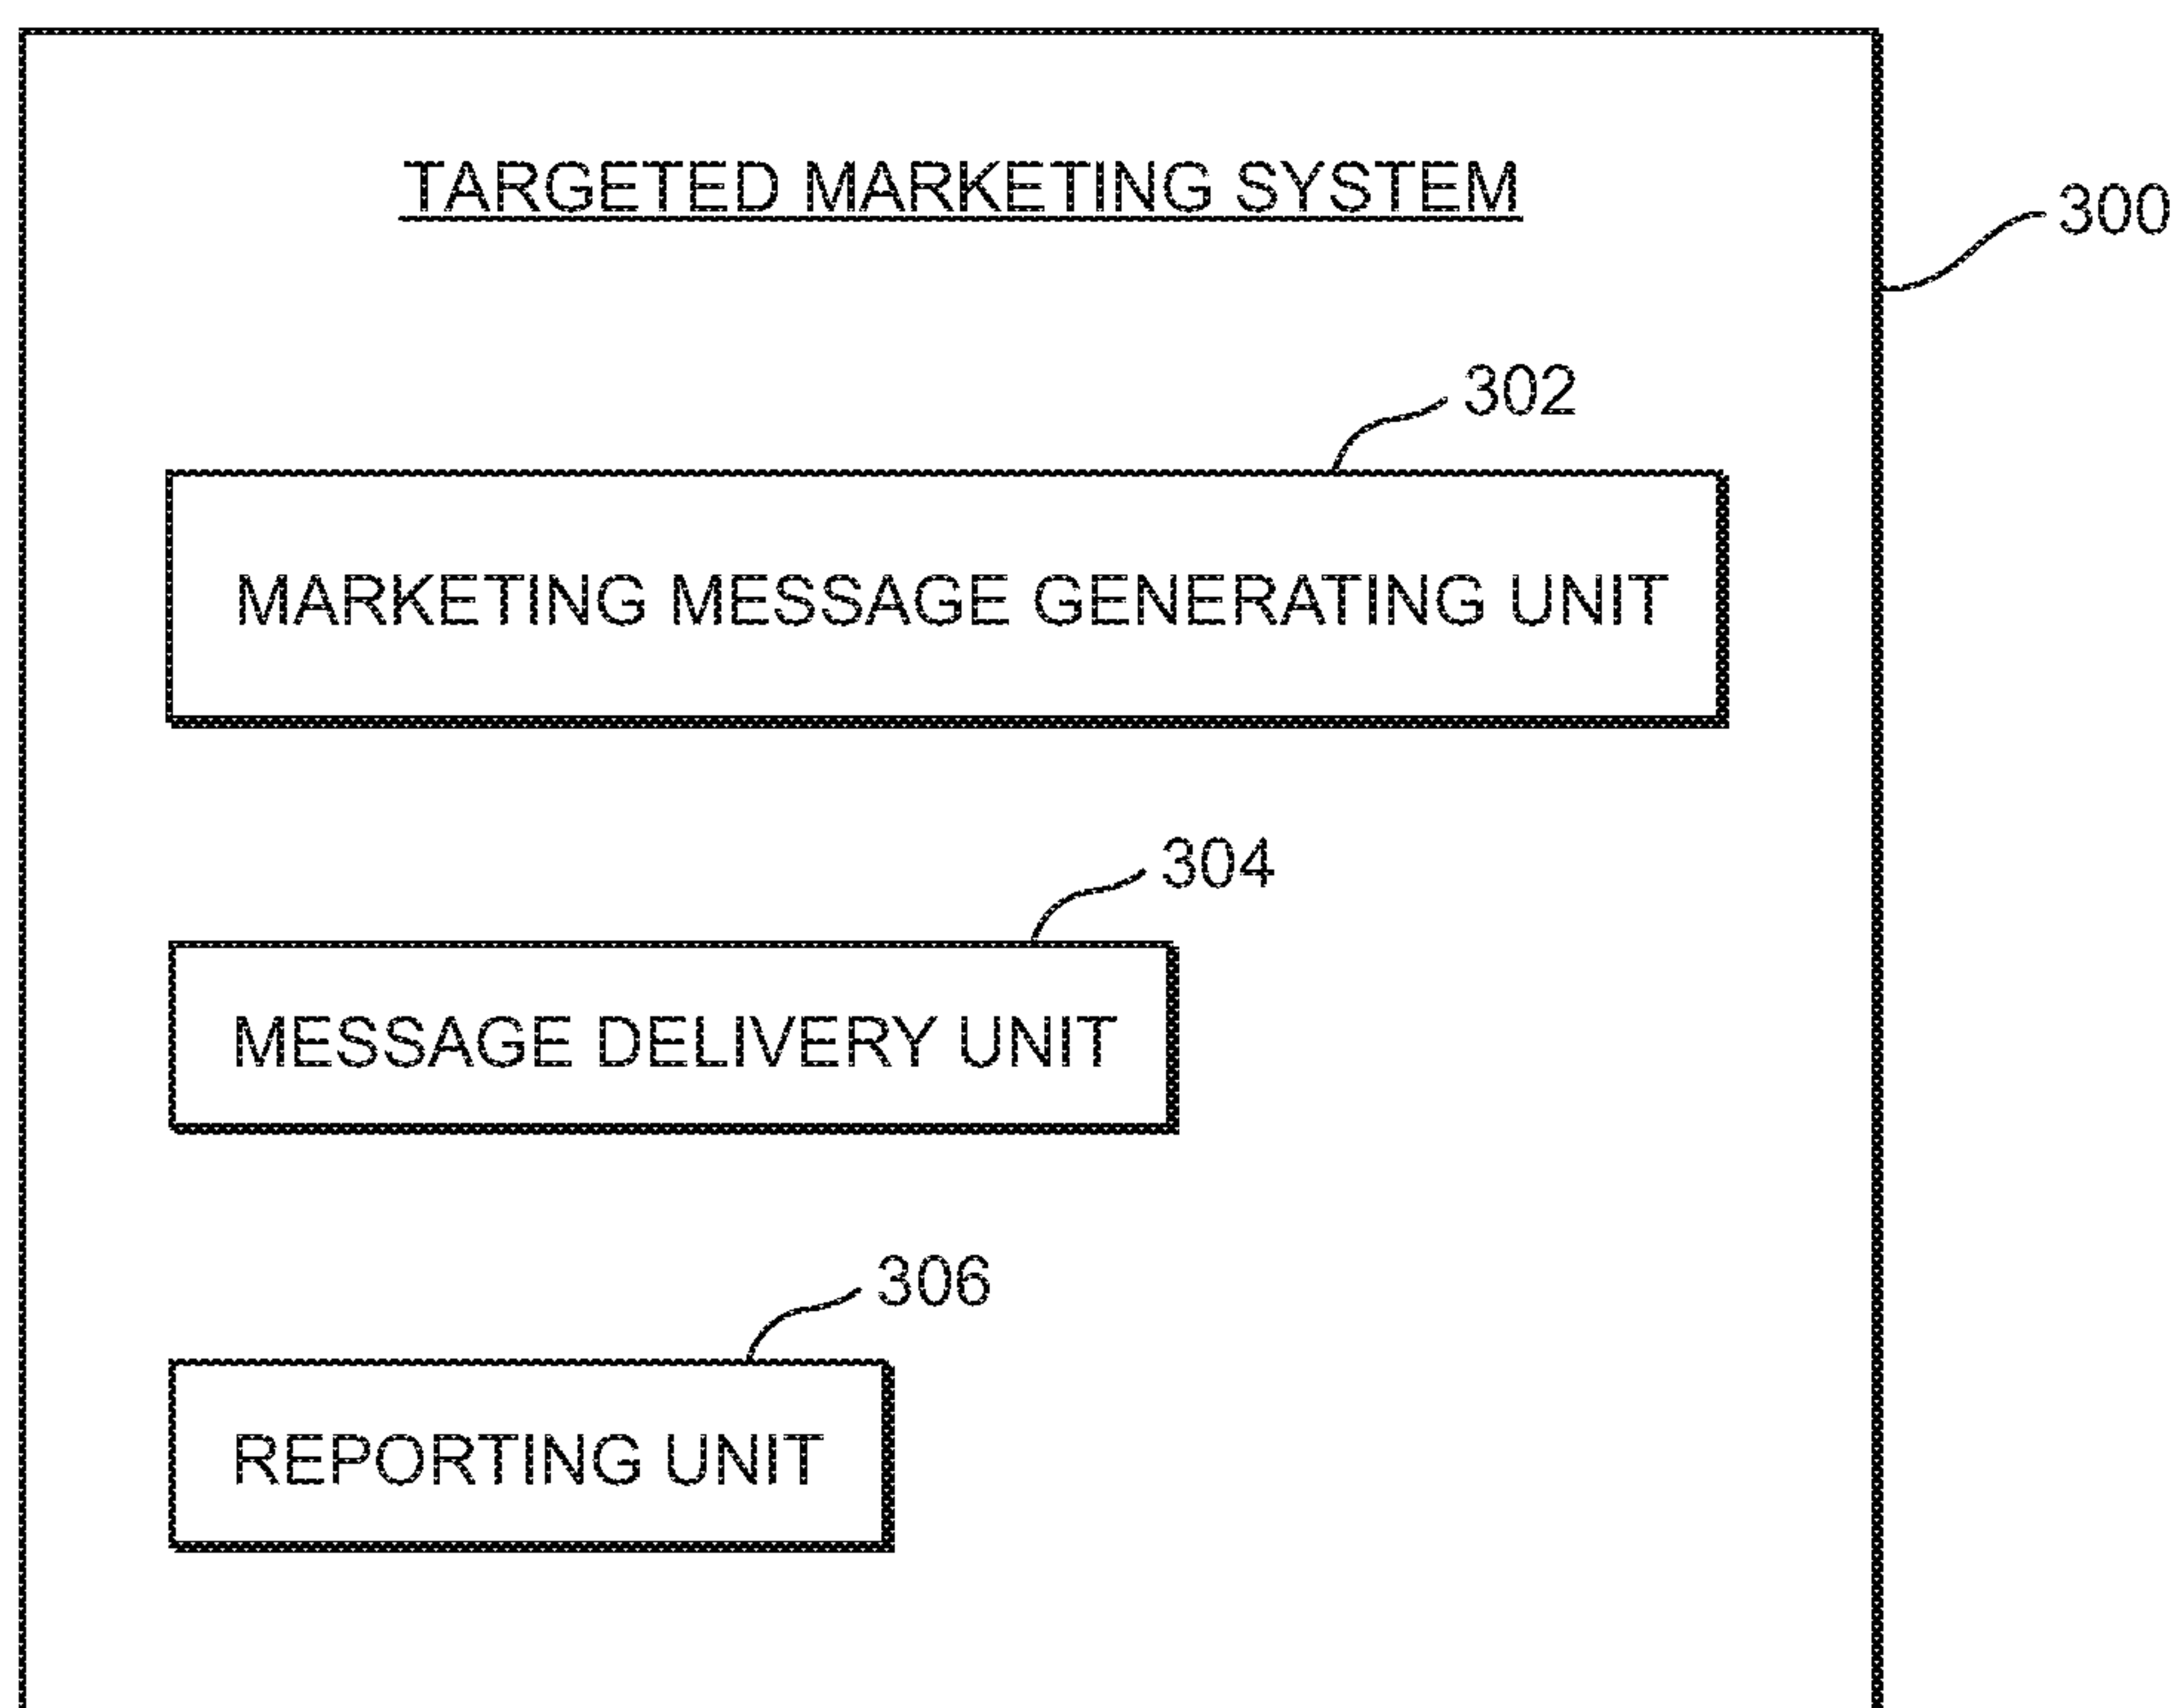 TARGETED MARKETING SYSTEM
300
302
MARKETING MESSAGE GENERATING UNIT
304
MESSAGE DELIVERY UNIT
306
REPORTING UNIT